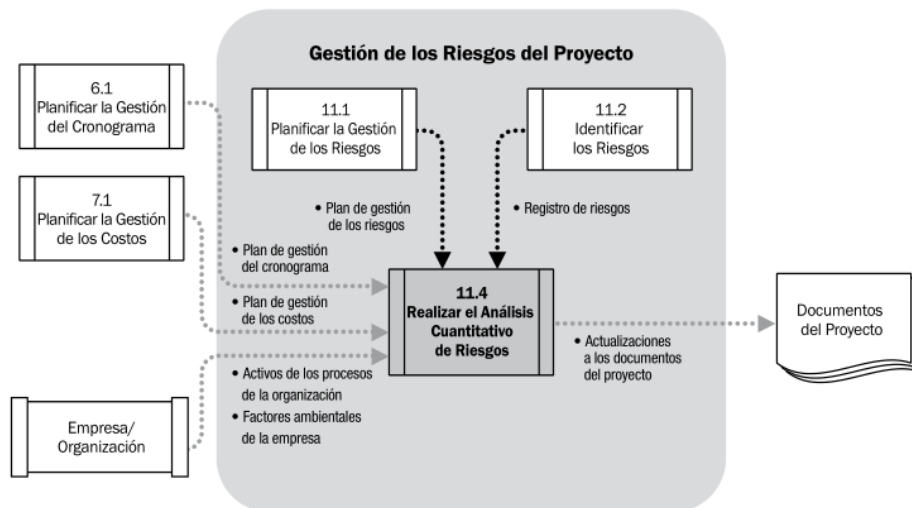 Gestión de los Riesgos del Proyecto
6.1
Planificar la Gestión
del Cronograma
11.1
Planificar la Gestión
de los Riesgos
11.2
Identificar
los Riesgos
7.1
Planificar la Gestión
de los Costos
• Plan de gestión
de los riesgos
• Registro de riesgos
• Plan de gestión
del cronograma
• Plan de gestión
de los costos
11.4
Realizar el Análisis
Cuantitativo
de Riesgos
Documentos
del Proyecto
• Actualizaciones
a los documentos
del proyecto
• Activos de los procesos
de la organización
• Factores ambientales
de la empresa
Empresa/
Organización